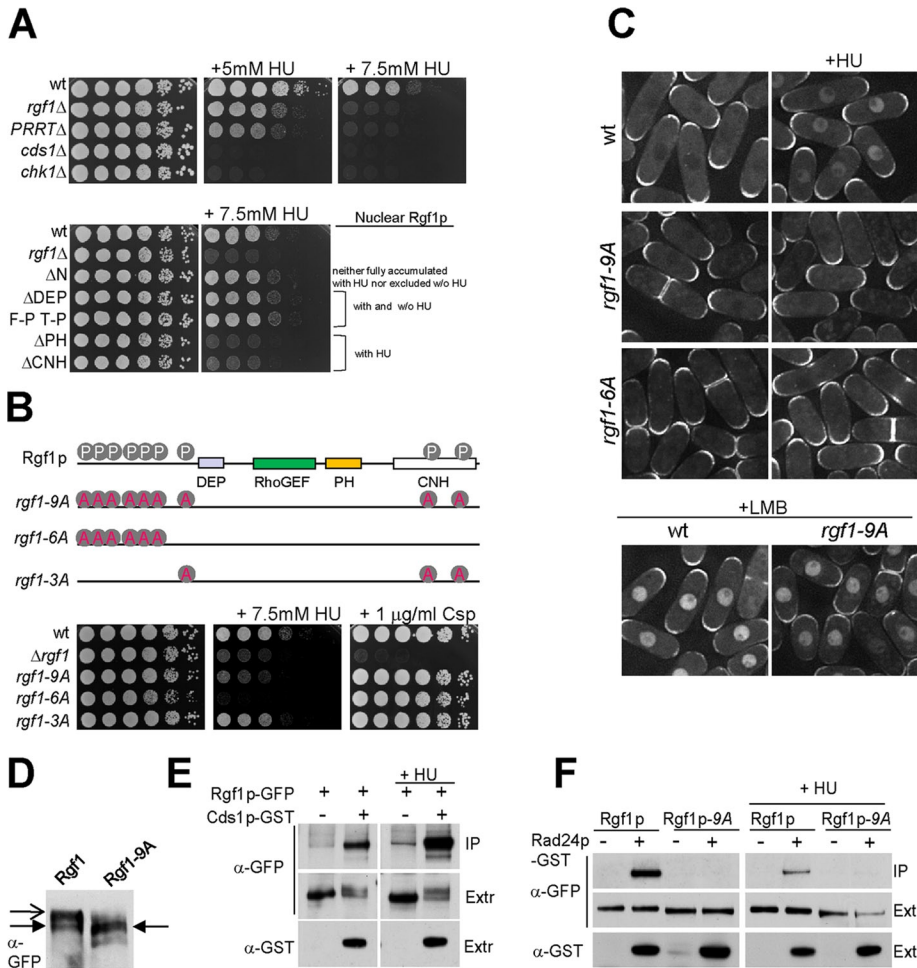 A
+5mM HU
+ 7.5mM HU
wt
rgf1Δ
PRRTΔ
cds1Δ
chk1Δ
+ 7.5mM HU
Nuclear Rgf1p
wt
rgf1Δ
ΔN
neither fully accumulated
with HU nor excluded w/o HU
ΔDEP
F-P T-P
with and w/o HU
ΔPH
ΔCNH
with HU
B
P P P P P P P P P
Rgf1p
DEP
RhoGEF
PH
CNH
rgf1-9A
A A A A A A A A A
rgf1-6A
A A A A A A
rgf1-3A
A A A
+ 7.5mM HU
+ 1 µg/ml Csp
wt
Δrgf1
rgf1-9A
rgf1-6A
rgf1-3A
C
+HU
wt
rgf1-9A
rgf1-6A
+LMB
wt
rgf1-9A
D
Rgf1
Rgf1-9A
α-
GFP
E
+ HU
Rgf1p-GFP + + + +
Cds1p-GST - + - +
α-GFP
IP
Extr
α-GST
Extr
F
+ HU
Rgf1p Rgf1p-9A Rgf1p Rgf1p-9A
Rad24p - + - + - + - +
-GST
α-GFP
IP
Ext
α-GST
Ext